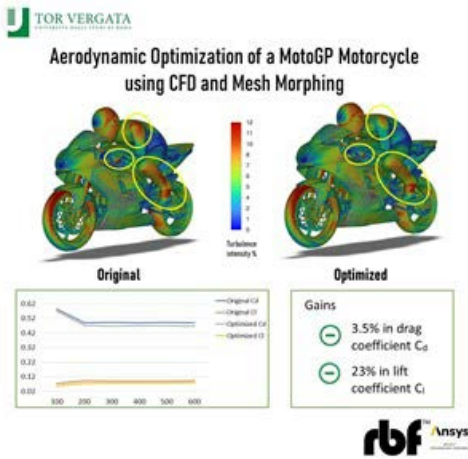 TOR VERGATA
UNIVERSITÀ DEGLI STUDI DI ROMA
Aerodynamic Optimization of a MotoGP Motorcycle
using CFD and Mesh Morphing
12
11
10
9
8
7
6
5
4
3
2
1
0
Turbulence
intensity %
Original
Optimized
0.62
0.52
0.42
0.32
0.22
0.12
0.02
100 200 300 400 500 600
Original Cd
Original Cl
Optimized Cd
Optimized Cl
Gains
3.5% in drag
coefficient Cd
23% in lift
coefficient Cl
rbf™
Ansys